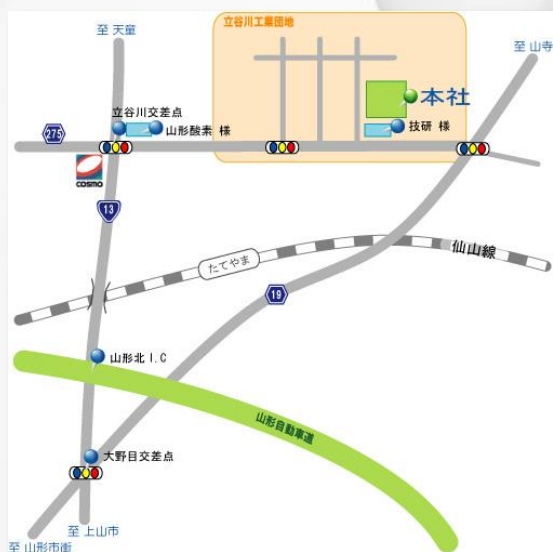 立谷川工業団地
至 天童
至 山寺
本社
立谷川交差点
275
山形酸素 様
技研 様
COSMO
13
仙山線
たてやま
19
山形北 I.C
山形自動車道
大野目交差点
至 上山市
至 山形市街